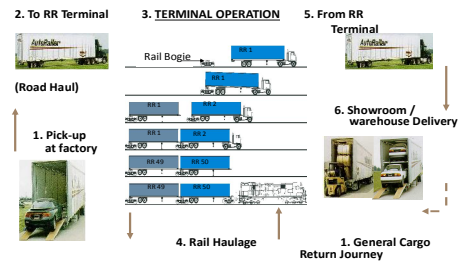 2. To RR Terminal
3. TERMINAL OPERATION
5. From RR
Terminal
AutoRailer
AutoRailer
Rail Bogie
RR 1
RR 1
(Road Haul)
6. Showroom /
warehouse Delivery
RR 1
RR 2
1. Pick-up
at factory
RR 1
RR 2
RR 49
RR 50
RR 49
RR 50
4. Rail Haulage
1. General Cargo
Return Journey